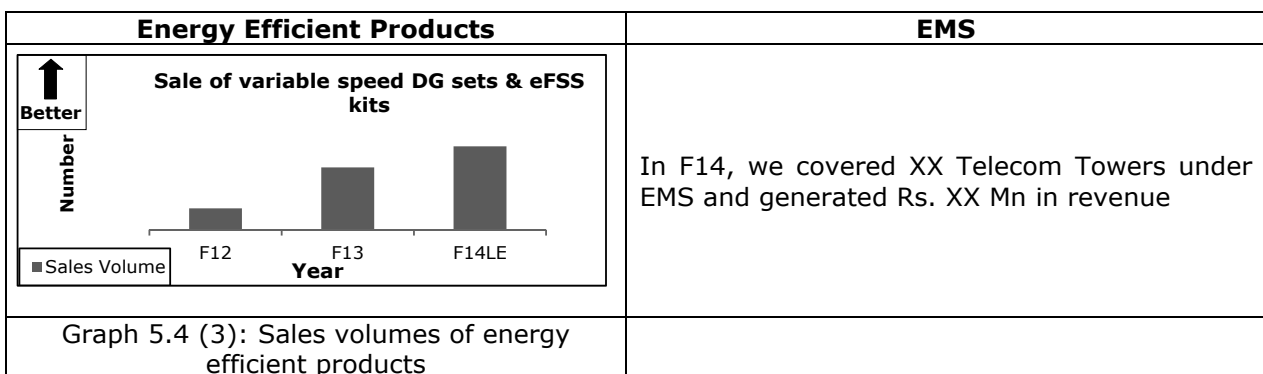 Energy Efficient Products
EMS
Better
Sale of variable speed DG sets & eFSS
kits
Number
F12
F13
F14LE
Sales Volume
Year
In F14, we covered XX Telecom Towers under
EMS and generated Rs. XX Mn in revenue
Graph 5.4 (3): Sales volumes of energy
efficient products